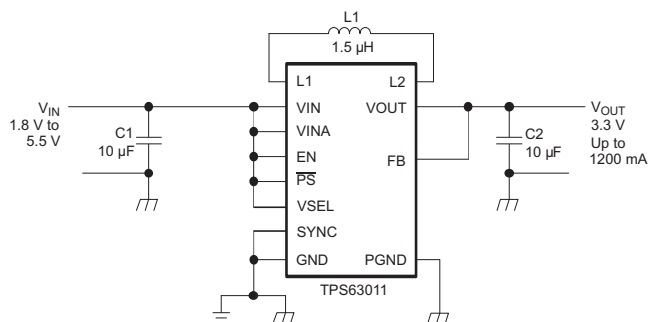 L1
1.5 µH
L1
L2
VIN
1.8 V to
5.5 V
C1
10 µF
VIN
VINA
EN
PS
VSEL
SYNC
GND
VOUT
FB
PGND
C2
10 µF
VOUT
3.3 V
Up to
1200 mA
TPS63011